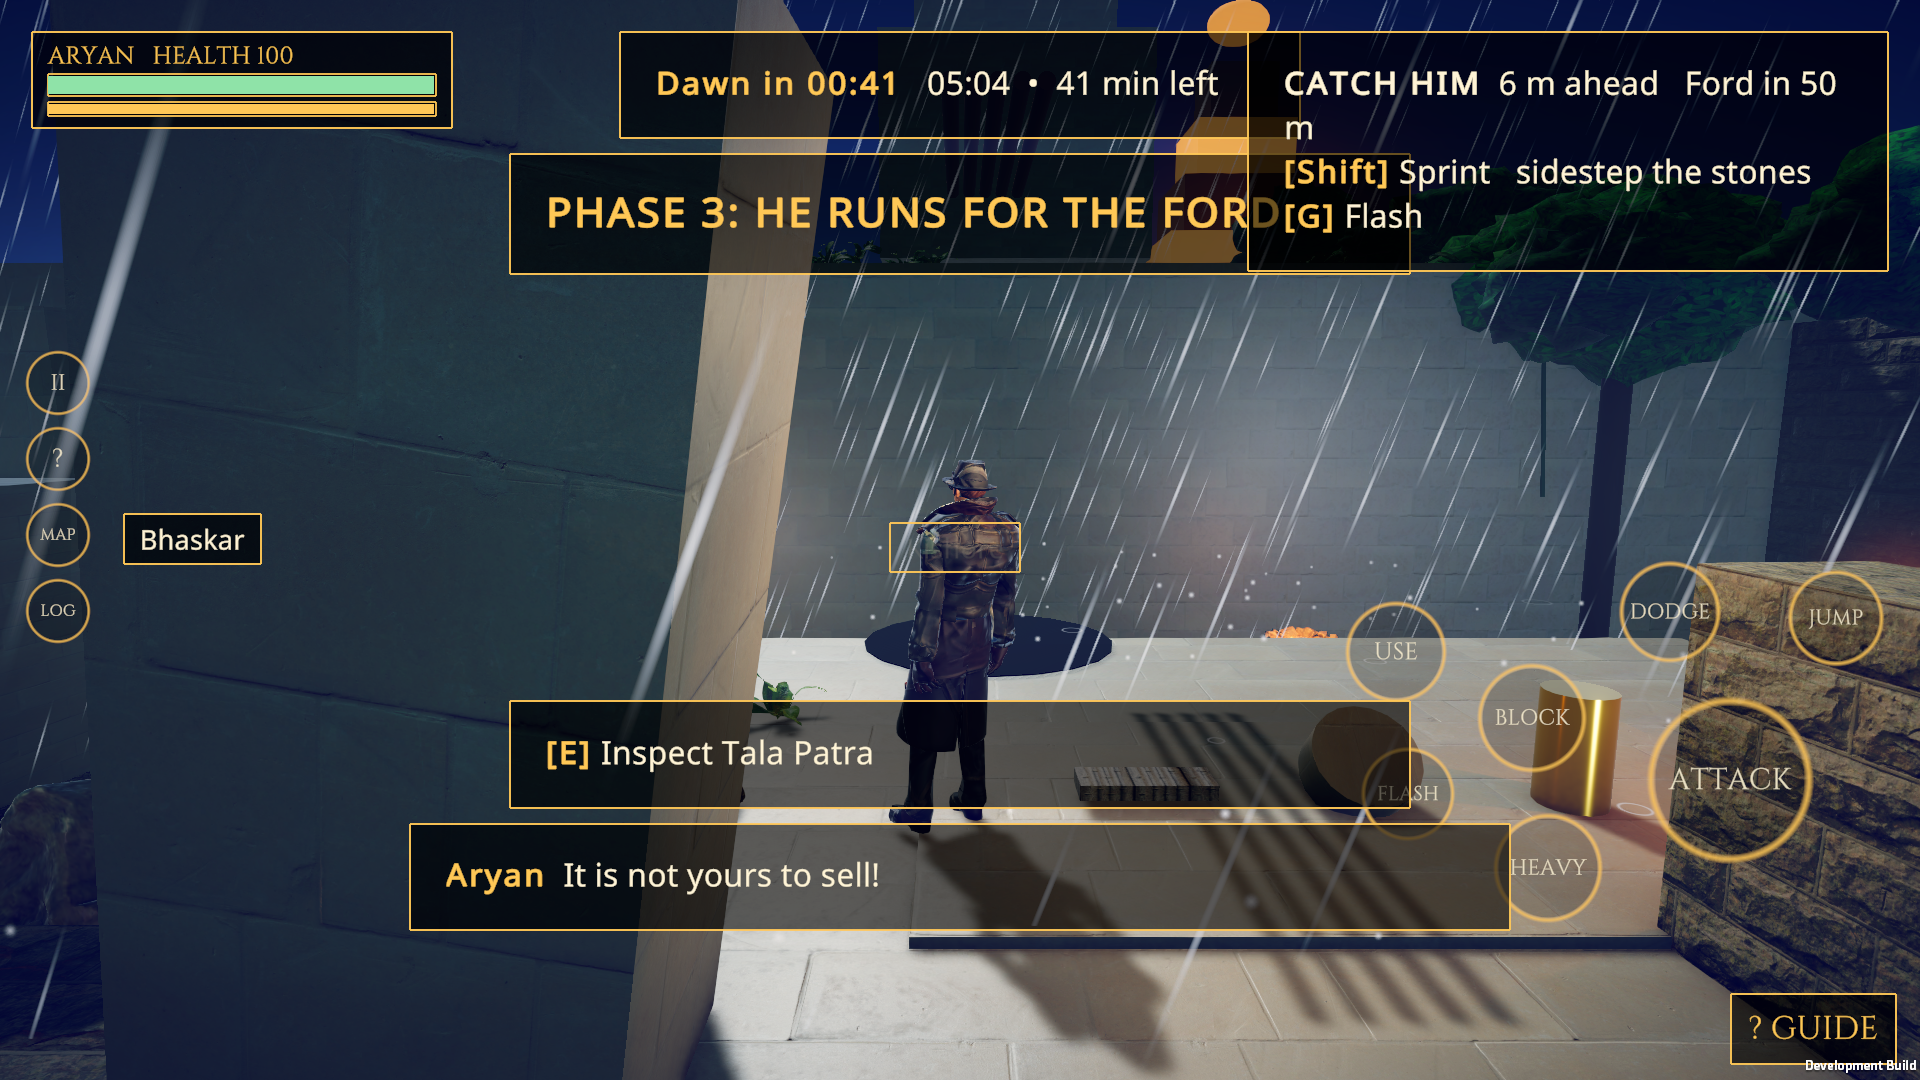 ARYAN HEALTH 100
Dawn in 00:41 05:04 • 41 min left
CATCH HIM 6 m ahead Ford in 50
m
[Shift] Sprint sidestep the stones
[G] Flash
PHASE 3: HE RUNS FOR THE FORD
II
?
MAP
LOG
Bhaskar
DODGE
JUMP
USE
BLOCK
ATTACK
FLASH
HEAVY
[E] Inspect Tala Patra
Aryan It is not yours to sell!
? GUIDE
Development Build